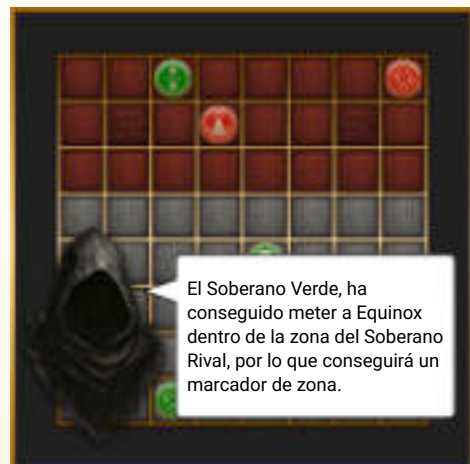 El Soberano Verde, ha
conseguido meter a Equinox
dentro de la zona del Soberano
Rival, por lo que conseguirá un
marcador de zona.